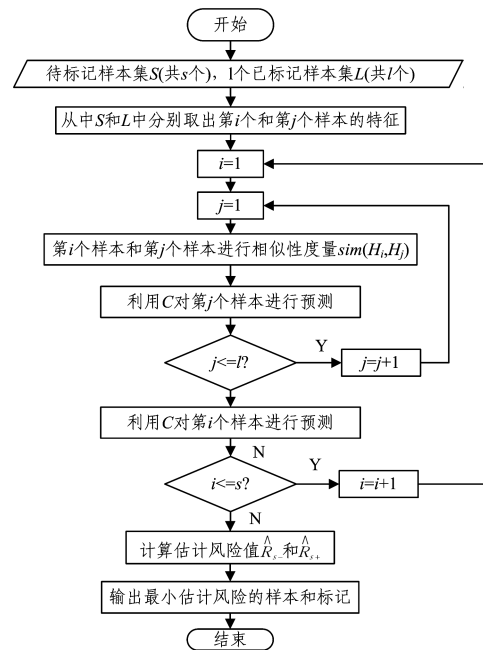 开始
待标记样本集S(共s个)，1个已标记样本集L(共l个)
从中S和L中分别取出第i个和第j个样本的特征
i=1
j=1
第i个样本和第j个样本进行相似性度量sim(Hi,Hj)
利用C对第j个样本进行预测
j<=l?
Y
j=j+1
利用C对第i个样本进行预测
N
i<=s?
Y
i=i+1
N
计算估计风险值R̂s-和R̂s+
输出最小估计风险的样本和标记
结束